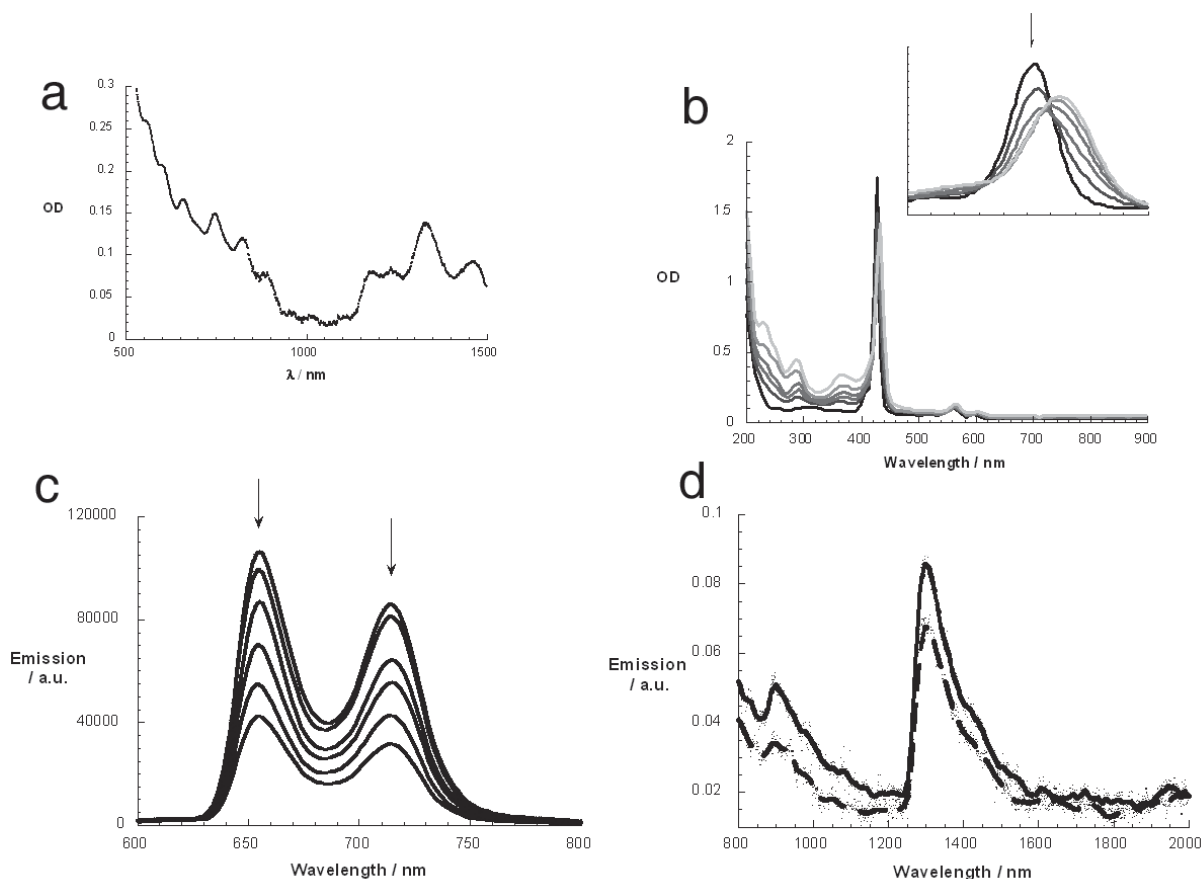 a
0.3
0.25
0.2
OD 0.15
0.1
0.05
0
500 1000 1500
λ / nm
b
2
1.5
OD 1
0.5
0
200 300 400 500 600 700 800 900
Wavelength / nm
c
120000
80000
Emission
/ a.u.
40000
0
600 650 700 750 800
Wavelength / nm
d
0.1
0.08
0.06
Emission
/ a.u.
0.04
0.02
800 1000 1200 1400 1600 1800 2000
Wavelength / nm